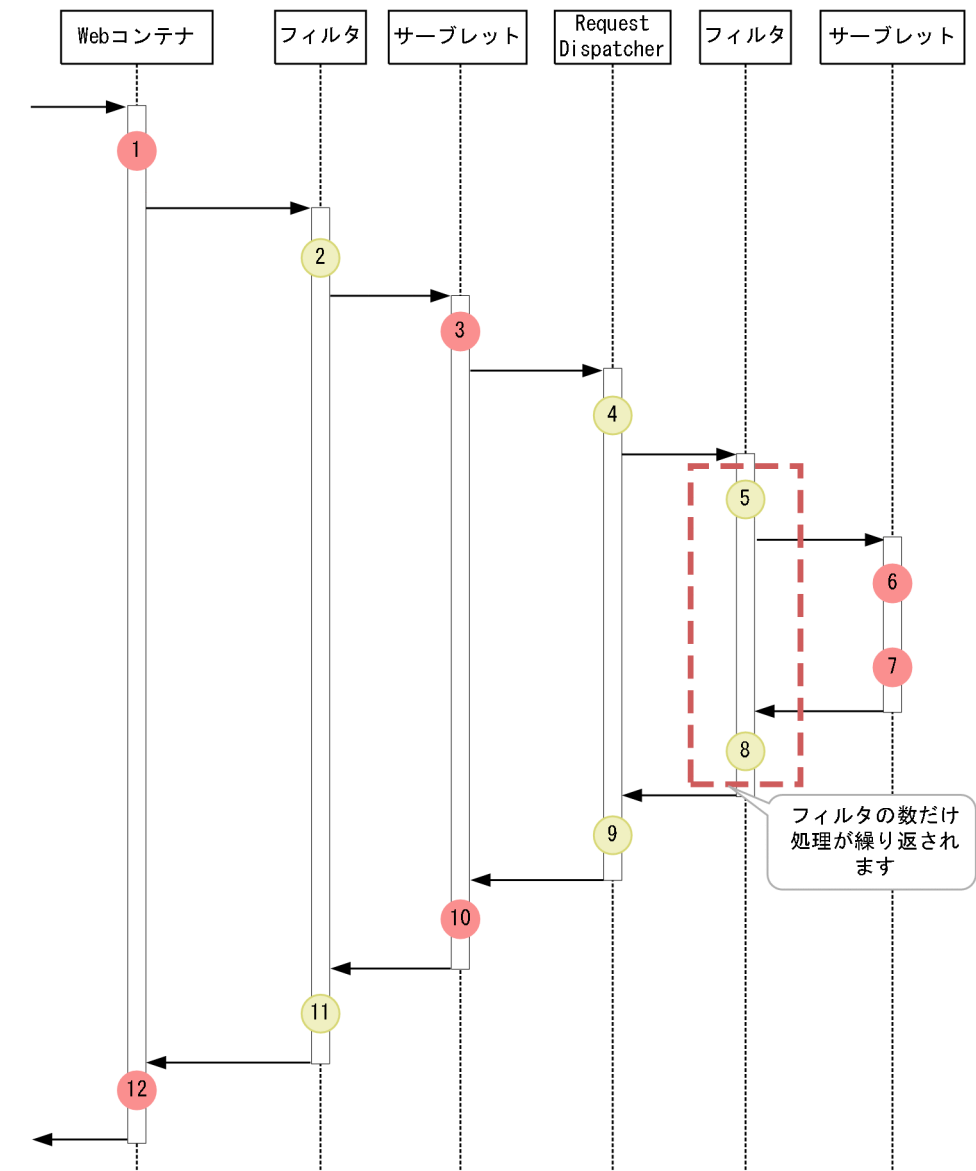 Webコンテナ
フィルタ
サーブレット
Request
Dispatcher
フィルタ
サーブレット
1
2
3
4
5
6
7
8
フィルタの数だけ
処理が繰り返され
ます
9
10
11
12